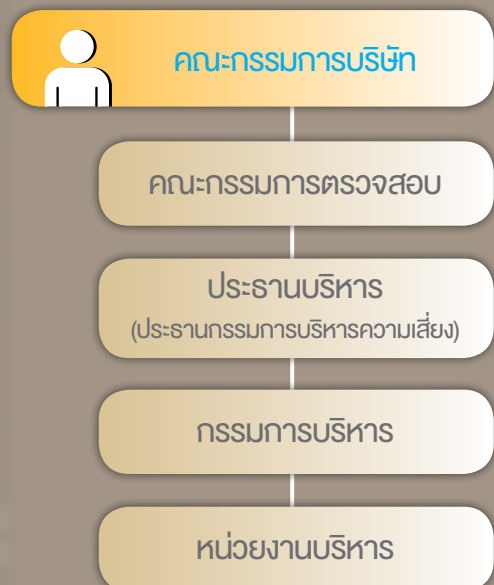 คณะกรรมการบริษัท
คณะกรรมการตรวจสอบ
ประธานบริหาร
(ประธานกรรมการบริหารความเสี่ยง)
กรรมการบริหาร
หน่วยงานบริหาร